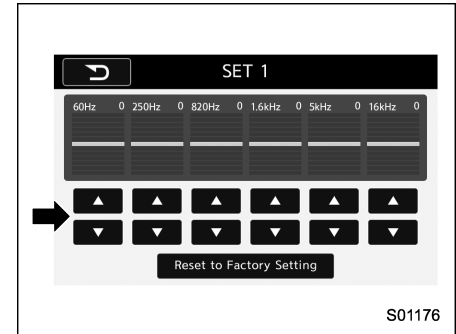 SET 1
60Hz 0 250Hz 0 820Hz 0 1.6kHz 0 5kHz 0 16kHz 0
Reset to Factory Setting
S01176